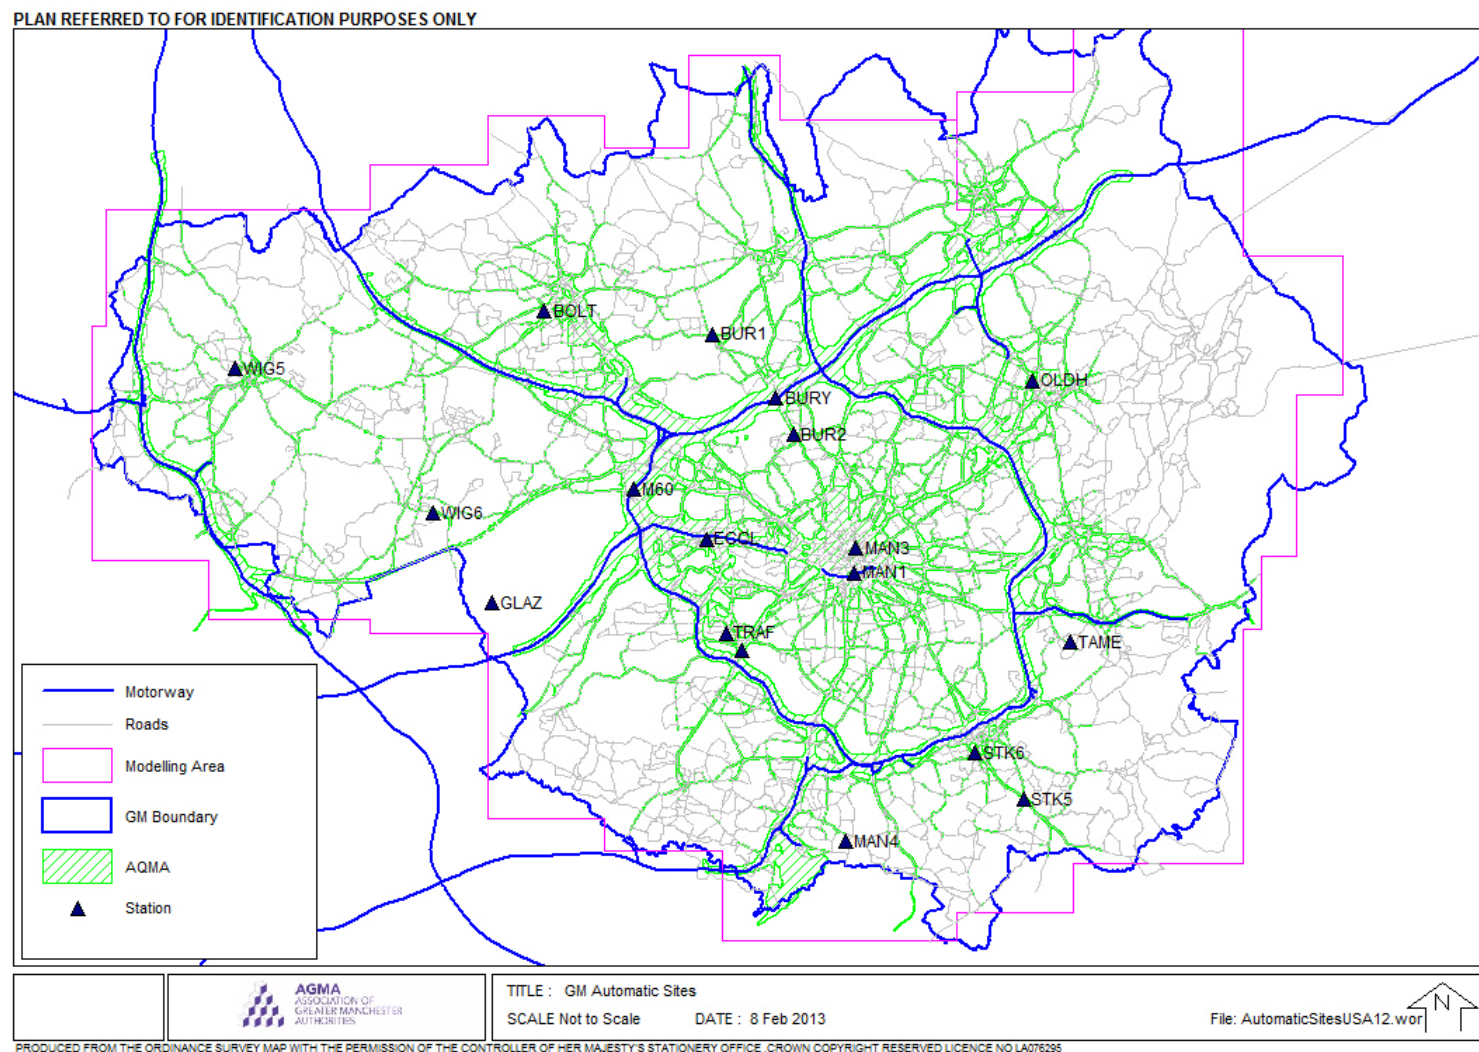 PLAN REFERRED TO FOR IDENTIFICATION PURPOSES ONLY
BOLT
BUR1
WIG5
OLDH
BURY
BUR2
M60
WIG6
ECCL
MAN3
MAN1
GLAZ
TRAF
TAME
STK6
STK5
MAN4
Motorway
Roads
Modelling Area
GM Boundary
AQMA
Station
AGMA
ASSOCIATION OF
GREATER MANCHESTER
AUTHORITIES
TITLE : GM Automatic Sites
SCALE Not to Scale DATE : 8 Feb 2013
File: AutomaticSitesUSA12.wor
N
PRODUCED FROM THE ORDINANCE SURVEY MAP WITH THE PERMISSION OF THE CONTROLLER OF HER MAJESTY'S STATIONERY OFFICE .CROWN COPYRIGHT RESERVED LICENCE NO LA076295